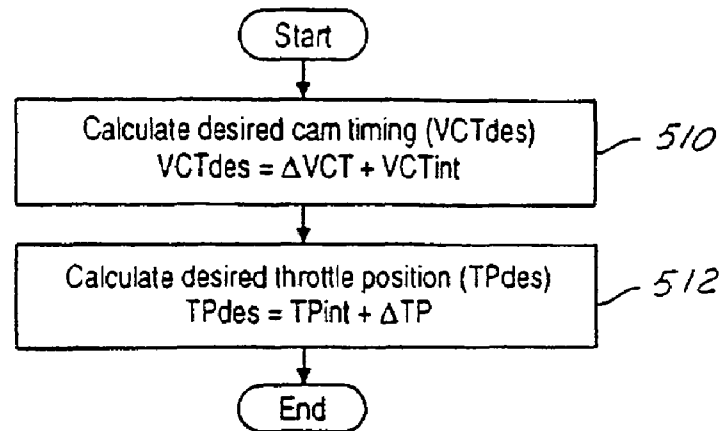 Start
Calculate desired cam timing (VCTdes)
VCTdes = ΔVCT + VCTint
510
Calculate desired throttle position (TPdes)
TPdes = TPint + ΔTP
512
End